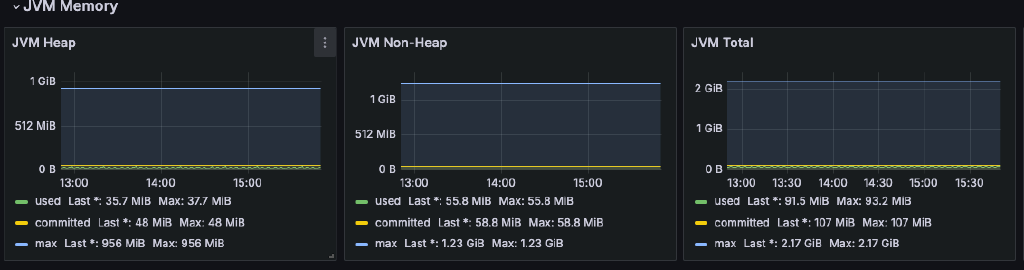 JVM Memory
JVM Heap
1 GiB
512 MiB
0 B
13:00 14:00 15:00
used Last *: 35.7 MiB Max: 37.7 MiB
committed Last *: 48 MiB Max: 48 MiB
max Last *: 956 MiB Max: 956 MiB
JVM Non-Heap
1 GiB
512 MiB
0 B
13:00 14:00 15:00
used Last *: 55.8 MiB Max: 55.8 MiB
committed Last *: 58.8 MiB Max: 58.8 MiB
max Last *: 1.23 GiB Max: 1.23 GiB
JVM Total
2 GiB
1 GiB
0 B
13:00 13:30 14:00 14:30 15:00 15:30
used Last *: 91.5 MiB Max: 93.2 MiB
committed Last *: 107 MiB Max: 107 MiB
max Last *: 2.17 GiB Max: 2.17 GiB